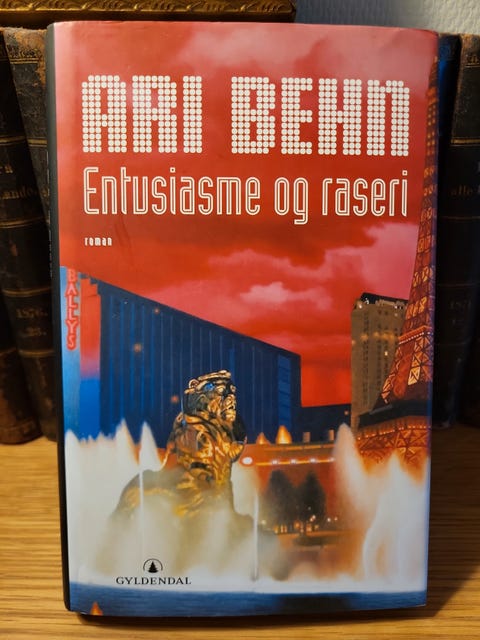 ARI BEHN
Entusiasme og raseri
roman
BALLYS
GYLDENDAL